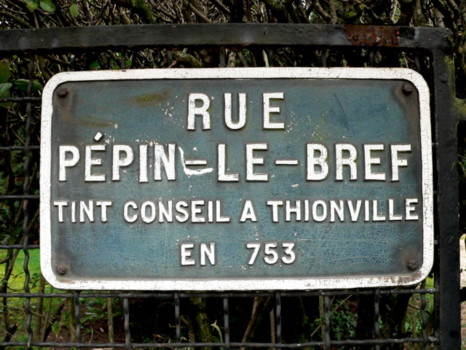 RUE
PÉPIN-LE-BREF
TINT CONSEIL A THIONVILLE
EN 753